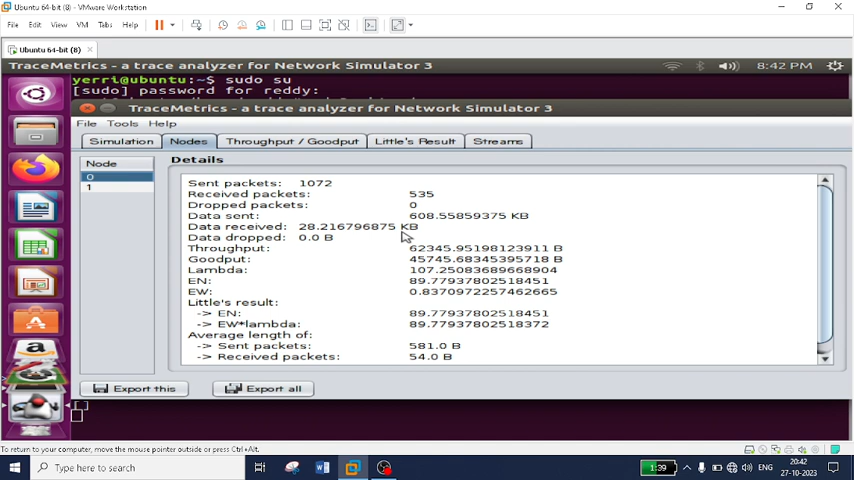 Ubuntu 64-bit (8) - VMware Workstation
File Edit View VM Tabs Help
Ubuntu 64-bit (8)
TraceMetrics - a trace analyzer for Network Simulator 3 8:42 PM
yerri@ubuntu:~$ sudo su
[sudo] password for reddy:
TraceMetrics - a trace analyzer for Network Simulator 3
File Tools Help
Simulation Nodes Throughput / Goodput Little's Result Streams
Node
0
1
Details
Sent packets: 1072
Received packets: 535
Dropped packets: 0
Data sent: 608.55859375 KB
Data received: 28.216796875 KB
Data dropped: 0.0 B
Throughput: 62345.95198123911 B
Goodput: 45745.68345395718 B
Lambda: 107.25083689668904
EN: 89.77937802518451
EW: 0.8370972257462665
Little's result:
-> EN: 89.77937802518451
-> EW*lambda: 89.77937802518372
Average length of:
-> Sent packets: 581.0 B
-> Received packets: 54.0 B
Export this Export all
To return to your computer, move the mouse pointer outside or press Ctrl+Alt.
Type here to search
1:39
ENG
20:42
27-10-2023